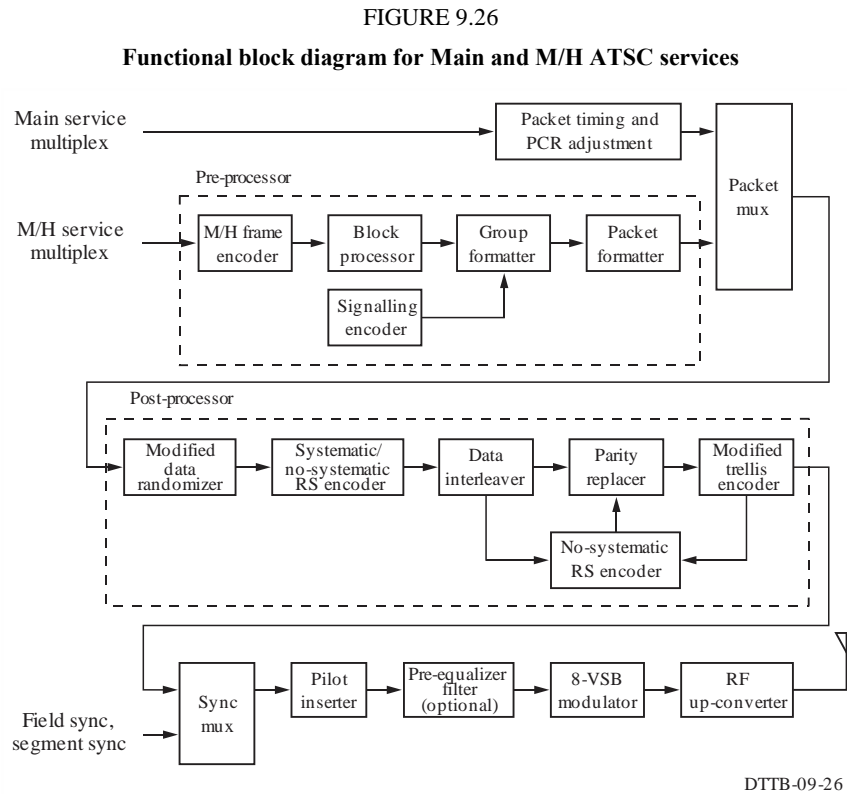 FIGURE 9.26
Functional block diagram for Main and M/H ATSC services
Main service
multiplex
Packet timing and
PCR adjustment
Packet
mux
Pre-processor
M/H service
multiplex
M/H frame
encoder
Block
processor
Group
formatter
Packet
formatter
Signalling
encoder
Post-processor
Modified
data
randomizer
Systematic/
no-systematic
RS encoder
Data
interleaver
Parity
replacer
Modified
trellis
encoder
No-systematic
RS encoder
Field sync,
segment sync
Sync
mux
Pilot
inserter
Pre-equalizer
filter
(optional)
8-VSB
modulator
RF
up-converter
DTTB-09-26